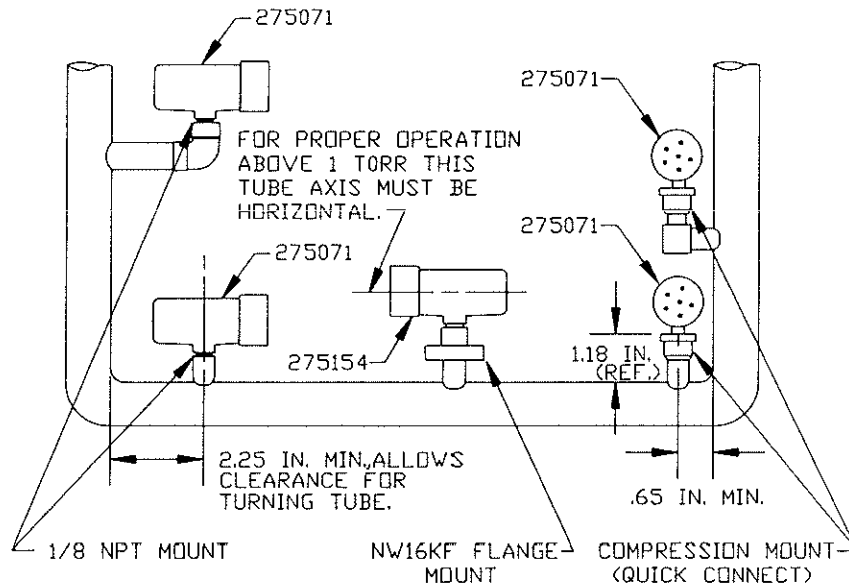 275071
275071
FOR PROPER OPERATION
ABOVE 1 TORR THIS
TUBE AXIS MUST BE
HORIZONTAL.
275071
275071
275154
1.18 IN.
(REF.)
2.25 IN. MIN.,ALLOWS
CLEARANCE FOR
TURNING TUBE.
.65 IN. MIN.
1/8 NPT MOUNT
NW16KF FLANGE
MOUNT
COMPRESSION MOUNT
(QUICK CONNECT)